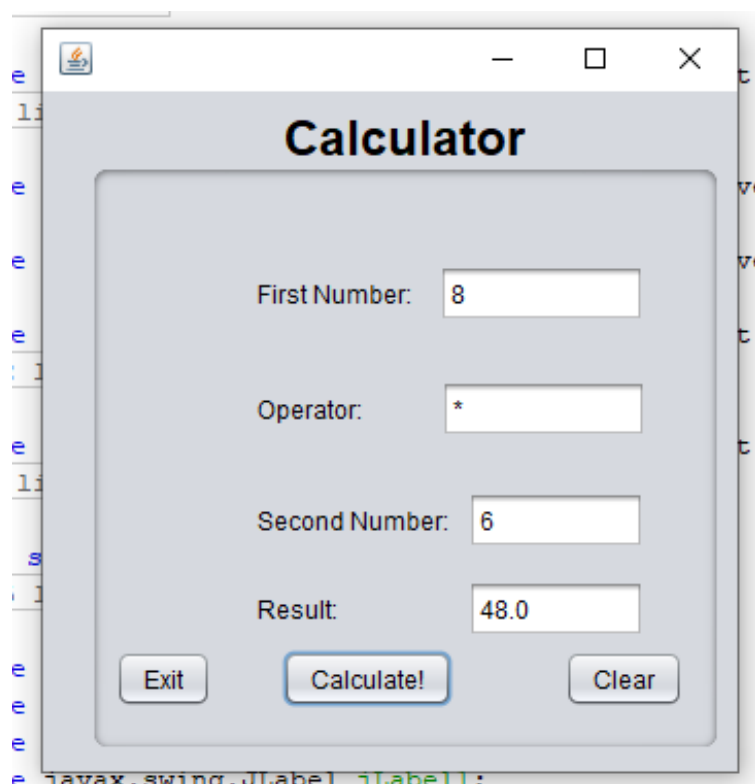 Calculator
First Number: 8
Operator: *
Second Number: 6
Result: 48.0
Exit Calculate! Clear
e javax.swing.JLabel jLabel1;